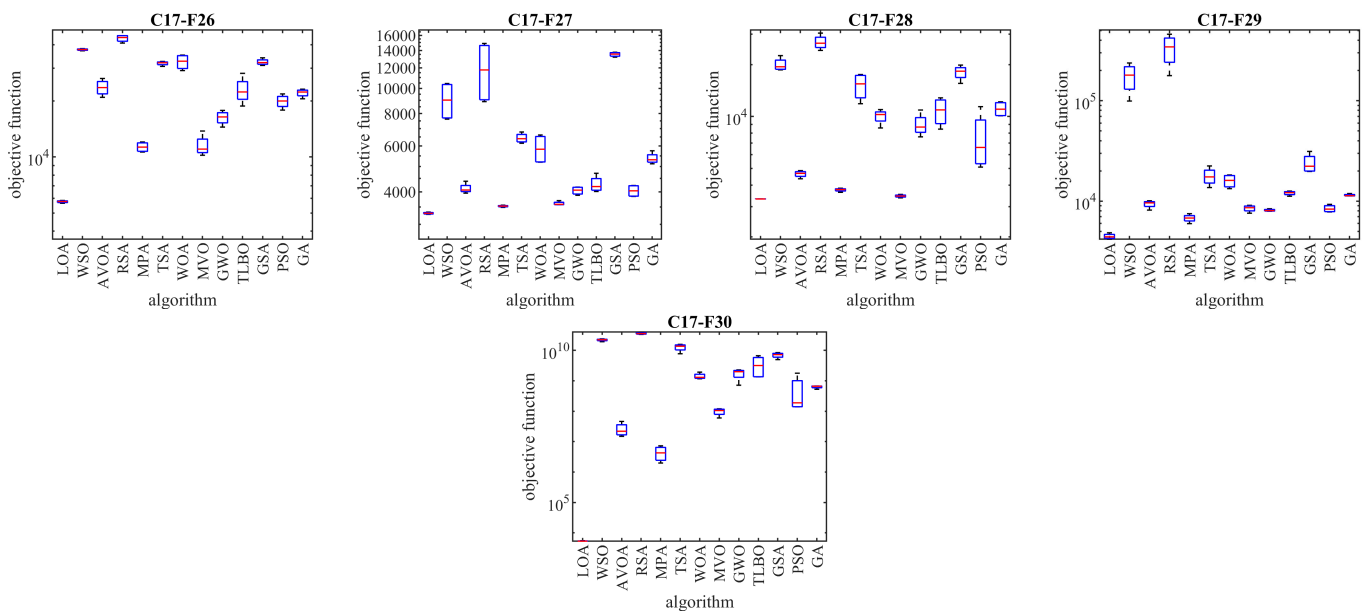 C17-F26
C17-F27
C17-F28
C17-F29
objective function
10^4
LOA
WSO
AVOA
RSA
MPA
TSA
WOA
MVO
GWO
TLBO
GSA
PSO
GA
algorithm
objective function
16000
14000
12000
10000
8000
6000
4000
LOA
WSO
AVOA
RSA
MPA
TSA
WOA
MVO
GWO
TLBO
GSA
PSO
GA
algorithm
objective function
10^4
LOA
WSO
AVOA
RSA
MPA
TSA
WOA
MVO
GWO
TLBO
GSA
PSO
GA
algorithm
objective function
10^5
10^4
LOA
WSO
AVOA
RSA
MPA
TSA
WOA
MVO
GWO
TLBO
GSA
PSO
GA
algorithm
C17-F30
objective function
10^10
10^5
LOA
WSO
AVOA
RSA
MPA
TSA
WOA
MVO
GWO
TLBO
GSA
PSO
GA
algorithm